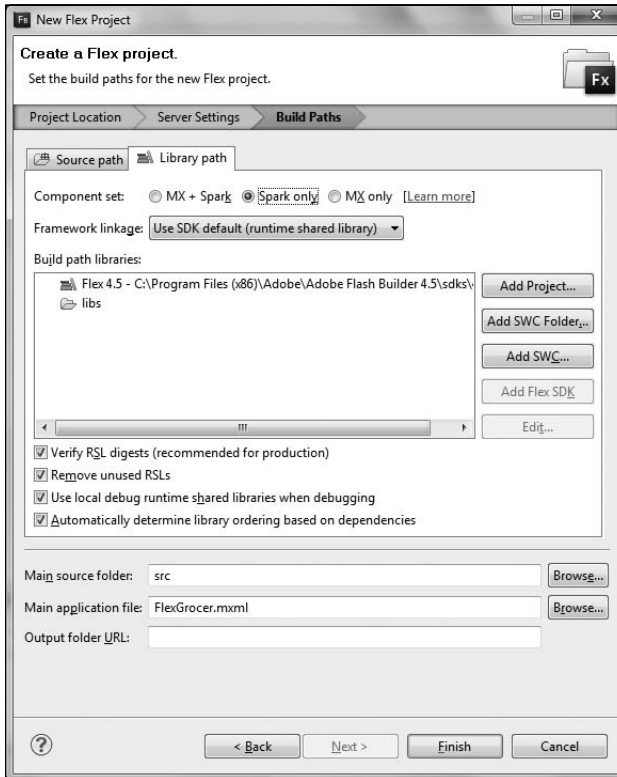 Fb New Flex Project
Create a Flex project.
Set the build paths for the new Flex project.
Fx
Project Location Server Settings Build Paths
Source path Library path
Component set: MX + Spark Spark only MX only [Learn more]
Framework linkage: Use SDK default (runtime shared library)
Build path libraries:
Flex 4.5 - C:\Program Files (x86)\Adobe\Adobe Flash Builder 4.5\sdks\
libs
Add Project...
Add SWC Folder...
Add SWC...
Add Flex SDK
Edit...
Verify RSL digests (recommended for production)
Remove unused RSLs
Use local debug runtime shared libraries when debugging
Automatically determine library ordering based on dependencies
Main source folder: src Browse...
Main application file: FlexGrocer.mxml Browse...
Output folder URL:
? < Back Next > Finish Cancel